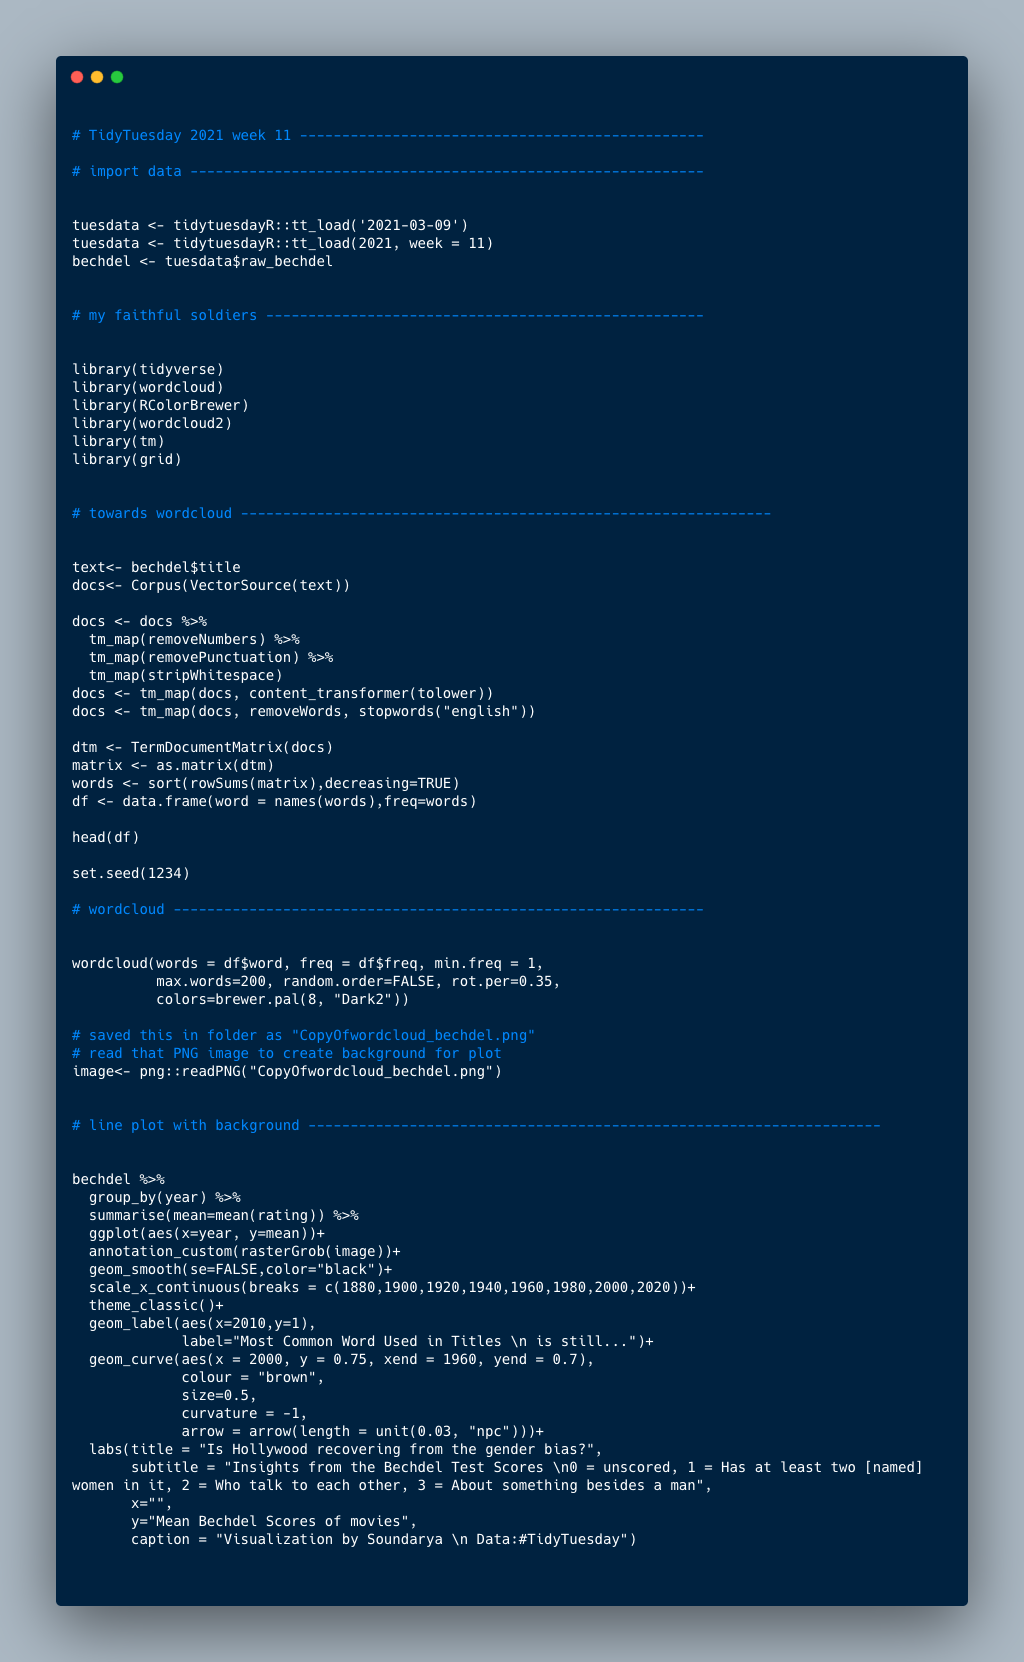 # TidyTuesday 2021 week 11 ------------------------------------------------
# import data -------------------------------------------------------------
tuesdata <- tidytuesdayR::tt_load('2021-03-09')
tuesdata <- tidytuesdayR::tt_load(2021, week = 11)
bechdel <- tuesdata$raw_bechdel
# my faithful soldiers ----------------------------------------------------
library(tidyverse)
library(wordcloud)
library(RColorBrewer)
library(wordcloud2)
library(tm)
library(grid)
# towards wordcloud ---------------------------------------------------------------
text<- bechdel$title
docs<- Corpus(VectorSource(text))
docs <- docs %>%
  tm_map(removeNumbers) %>%
  tm_map(removePunctuation) %>%
  tm_map(stripWhitespace)
docs <- tm_map(docs, content_transformer(tolower))
docs <- tm_map(docs, removeWords, stopwords("english"))
dtm <- TermDocumentMatrix(docs)
matrix <- as.matrix(dtm)
words <- sort(rowSums(matrix),decreasing=TRUE)
df <- data.frame(word = names(words),freq=words)
head(df)
set.seed(1234)
# wordcloud ---------------------------------------------------------------
wordcloud(words = df$word, freq = df$freq, min.freq = 1,
          max.words=200, random.order=FALSE, rot.per=0.35,
          colors=brewer.pal(8, "Dark2"))
# saved this in folder as "CopyOfwordcloud_bechdel.png"
# read that PNG image to create background for plot
image<- png::readPNG("CopyOfwordcloud_bechdel.png")
# line plot with background --------------------------------------------------------------------
bechdel %>%
  group_by(year) %>%
  summarise(mean=mean(rating)) %>%
  ggplot(aes(x=year, y=mean))+
  annotation_custom(rasterGrob(image))+
  geom_smooth(se=FALSE,color="black")+
  scale_x_continuous(breaks = c(1880,1900,1920,1940,1960,1980,2000,2020))+
  theme_classic()+
  geom_label(aes(x=2010,y=1),
             label="Most Common Word Used in Titles \n is still...")+
  geom_curve(aes(x = 2000, y = 0.75, xend = 1960, yend = 0.7),
             colour = "brown",
             size=0.5,
             curvature = -1,
             arrow = arrow(length = unit(0.03, "npc")))+
  labs(title = "Is Hollywood recovering from the gender bias?",
       subtitle = "Insights from the Bechdel Test Scores \n0 = unscored, 1 = Has at least two [named]
women in it, 2 = Who talk to each other, 3 = About something besides a man",
       x="",
       y="Mean Bechdel Scores of movies",
       caption = "Visualization by Soundarya \n Data:#TidyTuesday")